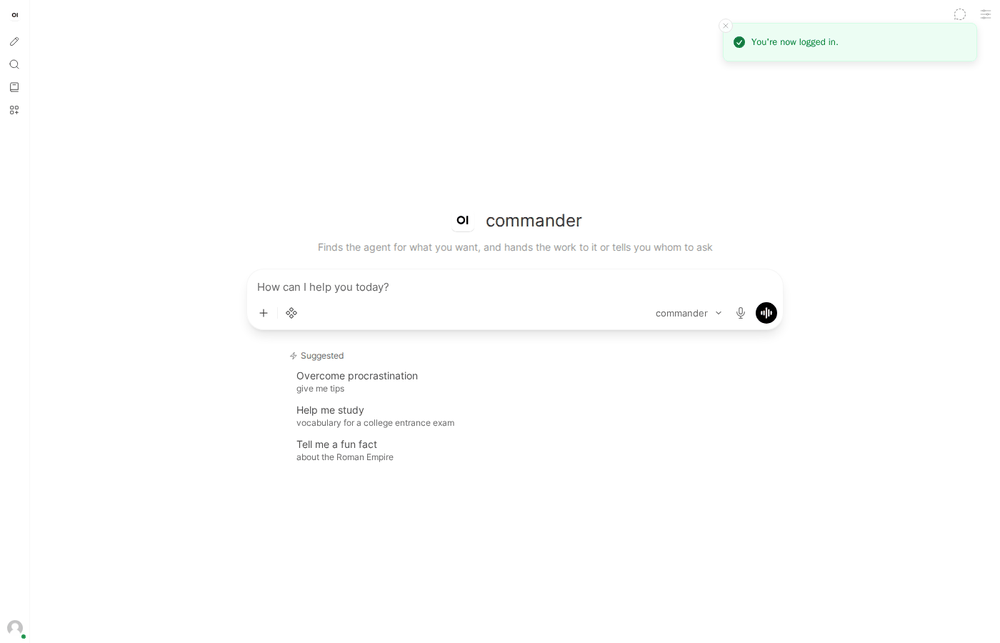 OI
You're now logged in.
OI commander
Finds the agent for what you want, and hands the work to it or tells you whom to ask
How can I help you today?
commander
Suggested
Overcome procrastination
give me tips
Help me study
vocabulary for a college entrance exam
Tell me a fun fact
about the Roman Empire